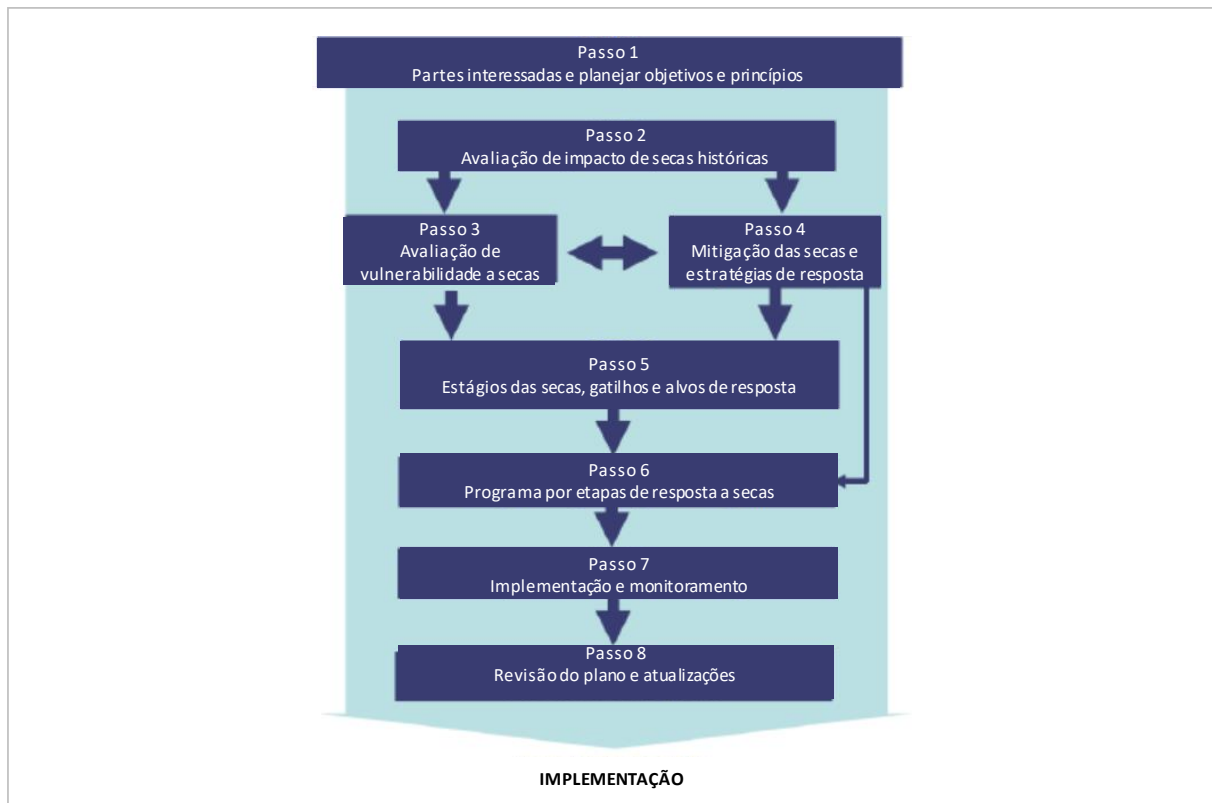 Passo 1
Partes interessadas e planejar objetivos e princípios
Passo 2
Avaliação de impacto de secas históricas
Passo 3
Avaliação de
vulnerabilidade a secas
Passo 4
Mitigação das secas e
estratégias de resposta
Passo 5
Estágios das secas, gatilhos e alvos de resposta
Passo 6
Programa por etapas de resposta a secas
Passo 7
Implementação e monitoramento
Passo 8
Revisão do plano e atualizações
IMPLEMENTAÇÃO